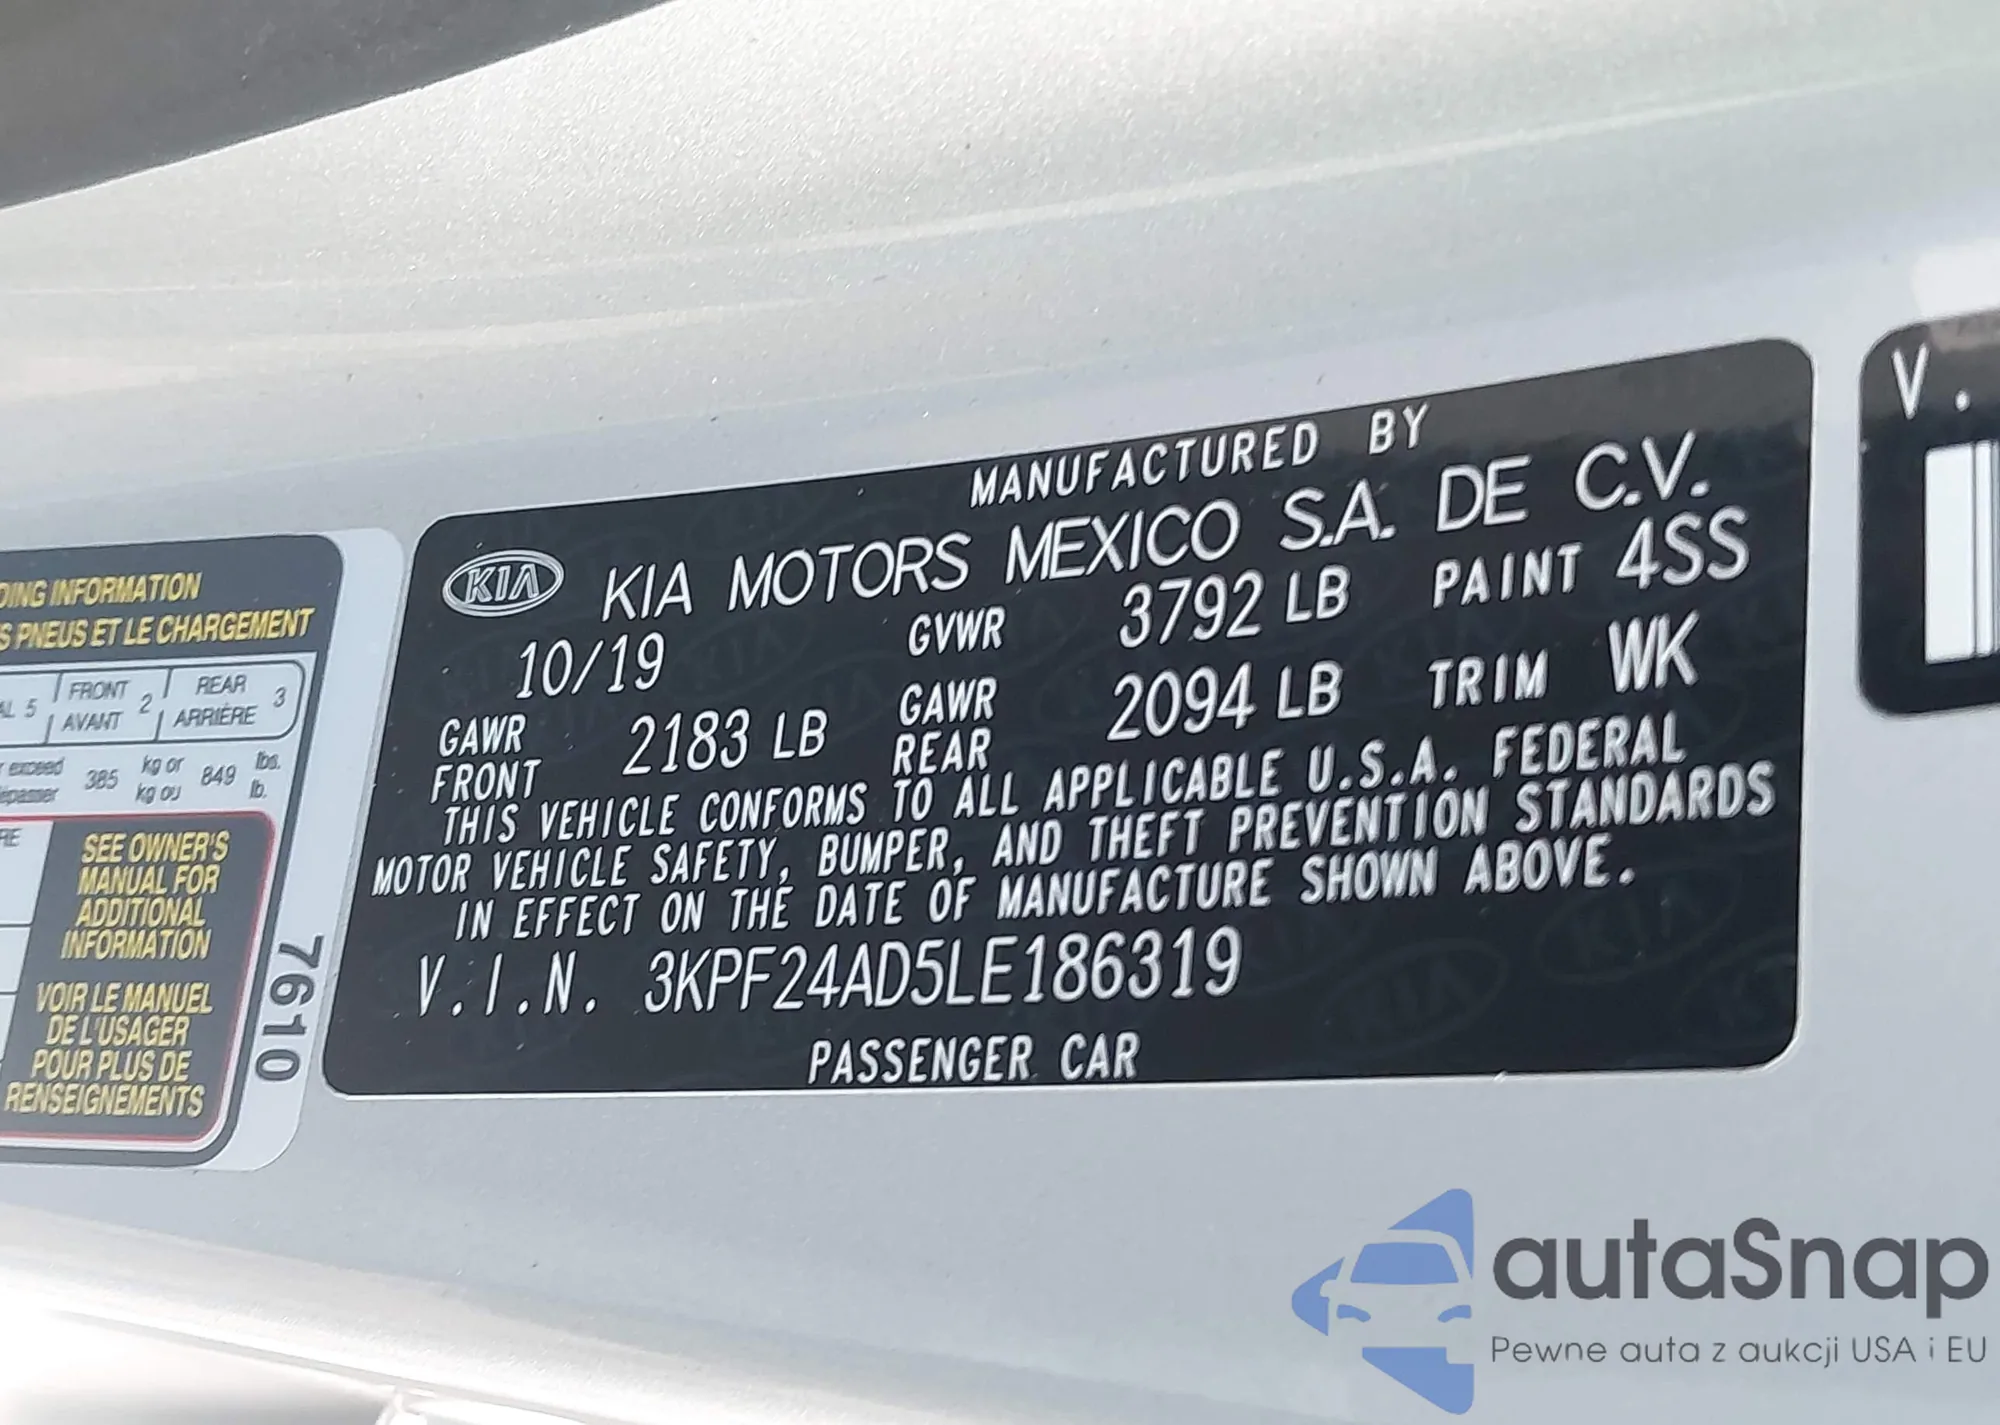 MANUFACTURED BY
KIA KIA MOTORS MEXICO S.A. DE C.V.
10/19 GVWR 3792 LB PAINT 4SS
GAWR FRONT 2183 LB GAWR REAR 2094 LB TRIM WK
THIS VEHICLE CONFORMS TO ALL APPLICABLE U.S.A. FEDERAL
MOTOR VEHICLE SAFETY, BUMPER, AND THEFT PREVENTION STANDARDS
IN EFFECT ON THE DATE OF MANUFACTURE SHOWN ABOVE.
V.I.N. 3KPF24AD5LE186319
PASSENGER CAR
DING INFORMATION
S PNEUS ET LE CHARGEMENT
AL 5 FRONT AVANT 2 REAR ARRIÈRE 3
exceed 385 kg or 849 lbs.
kg ou lb.
SEE OWNER'S
MANUAL FOR
ADDITIONAL
INFORMATION
VOIR LE MANUEL
DE L'USAGER
POUR PLUS DE
RENSEIGNEMENTS
7610
V.
autaSnap
Pewne auta z aukcji USA i EU